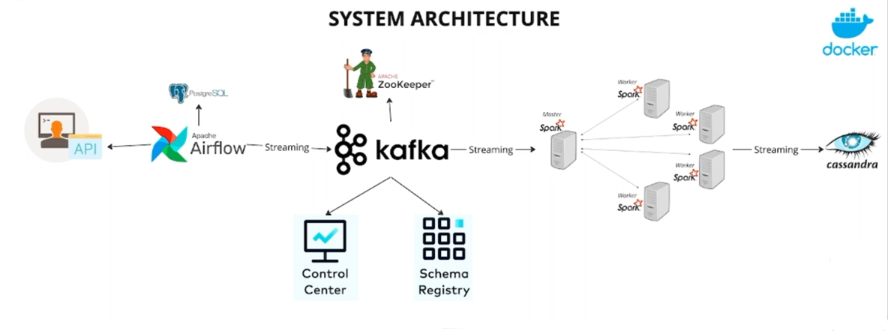 SYSTEM ARCHITECTURE
docker
PostgreSQL
APACHE
ZooKeeper™
API
Apache
Airflow
Streaming
kafka
Streaming
Master
Spark
Worker
Spark
Worker
Spark
Worker
Spark
Worker
Spark
Streaming
cassandra
Control
Center
Schema
Registry